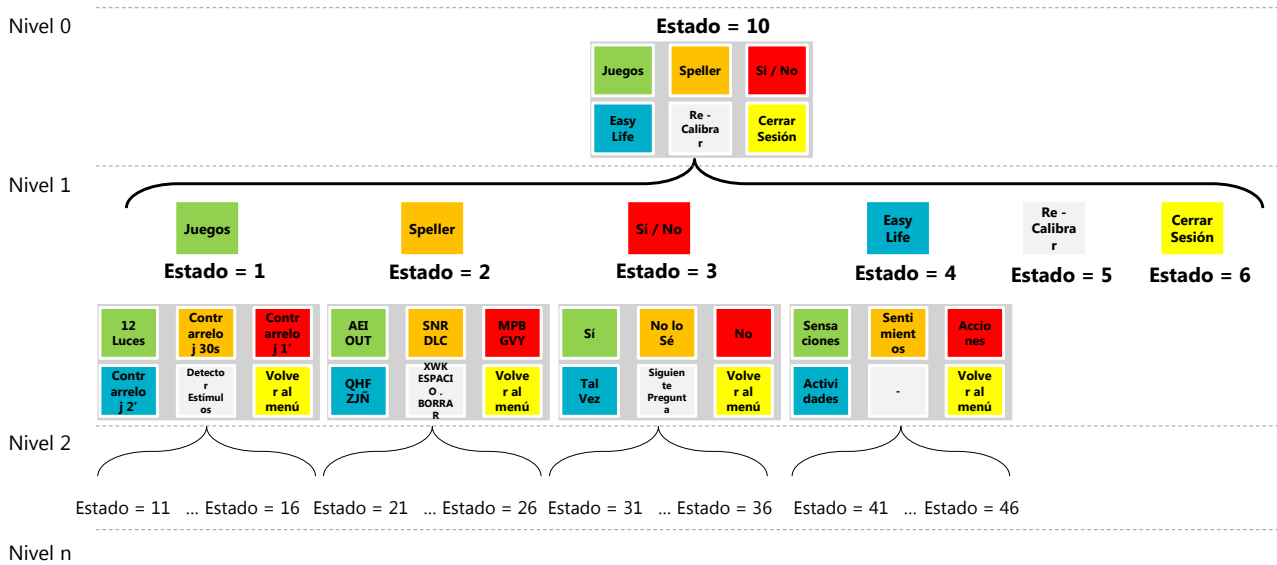 Nivel 0
Estado = 10
Juegos
Speller
Sí / No
Easy
Life
Re -
Calibra
r
Cerrar
Sesión
Nivel 1
Juegos
Speller
Sí / No
Easy
Life
Re -
Calibra
r
Cerrar
Sesión
Estado = 1
Estado = 2
Estado = 3
Estado = 4
Estado = 5
Estado = 6
12
Luces
Contr
arrelo
j 30s
Contr
arrelo
j 1'
Contr
arrelo
j 2'
Detecto
r
Estímul
os
Volve
r al
menú
AEI
OUT
SNR
DLC
MPB
GVY
QHF
ZJÑ
XWK
ESPACI
O .
BORRA
R
Volve
r al
menú
Sí
No lo
Sé
No
Tal
Vez
Siguien
te
Pregunt
a
Volve
r al
menú
Sensa
ciones
Senti
mient
os
Accio
nes
Activi
dades
-
Volve
r al
menú
Nivel 2
Estado = 11 ... Estado = 16
Estado = 21 ... Estado = 26
Estado = 31 ... Estado = 36
Estado = 41 ... Estado = 46
Nivel n